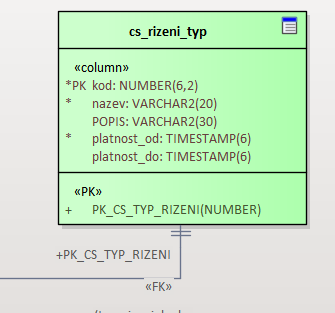 cs_rizeni_typ
«column»
*PK kod: NUMBER(6,2)
* nazev: VARCHAR2(20)
POPIS: VARCHAR2(30)
* platnost_od: TIMESTAMP(6)
platnost_do: TIMESTAMP(6)
«PK»
+ PK_CS_TYP_RIZENI(NUMBER)
+PK_CS_TYP_RIZENI
«FK»